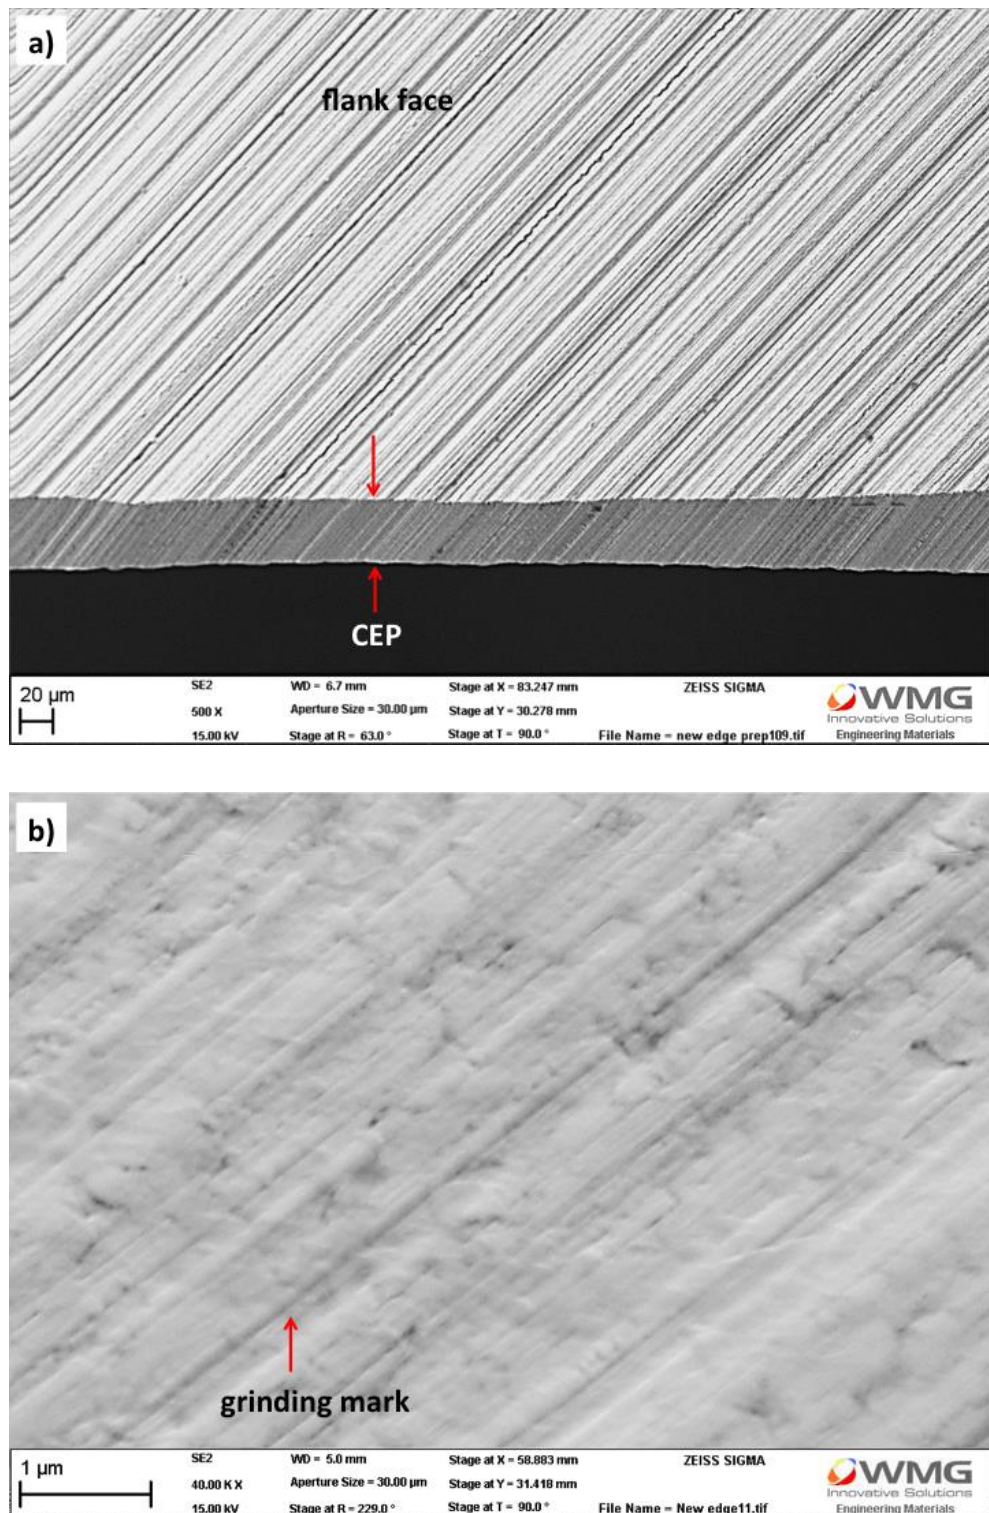 a)
flank face
CEP
20 µm
SE2
WD = 6.7 mm
Stage at X = 83.247 mm
ZEISS SIGMA
500 X
Aperture Size = 30.00 µm
Stage at Y = 30.278 mm
15.00 kV
Stage at R = 63.0 °
Stage at T = 90.0 °
File Name = new edge prep109.tif
WMG
Innovative Solutions
Engineering Materials
b)
grinding mark
1 µm
SE2
WD = 5.0 mm
Stage at X = 58.883 mm
ZEISS SIGMA
40.00 K X
Aperture Size = 30.00 µm
Stage at Y = 31.418 mm
15.00 kV
Stage at R = 229.0 °
Stage at T = 90.0 °
File Name = New edge11.tif
WMG
Innovative Solutions
Engineering Materials